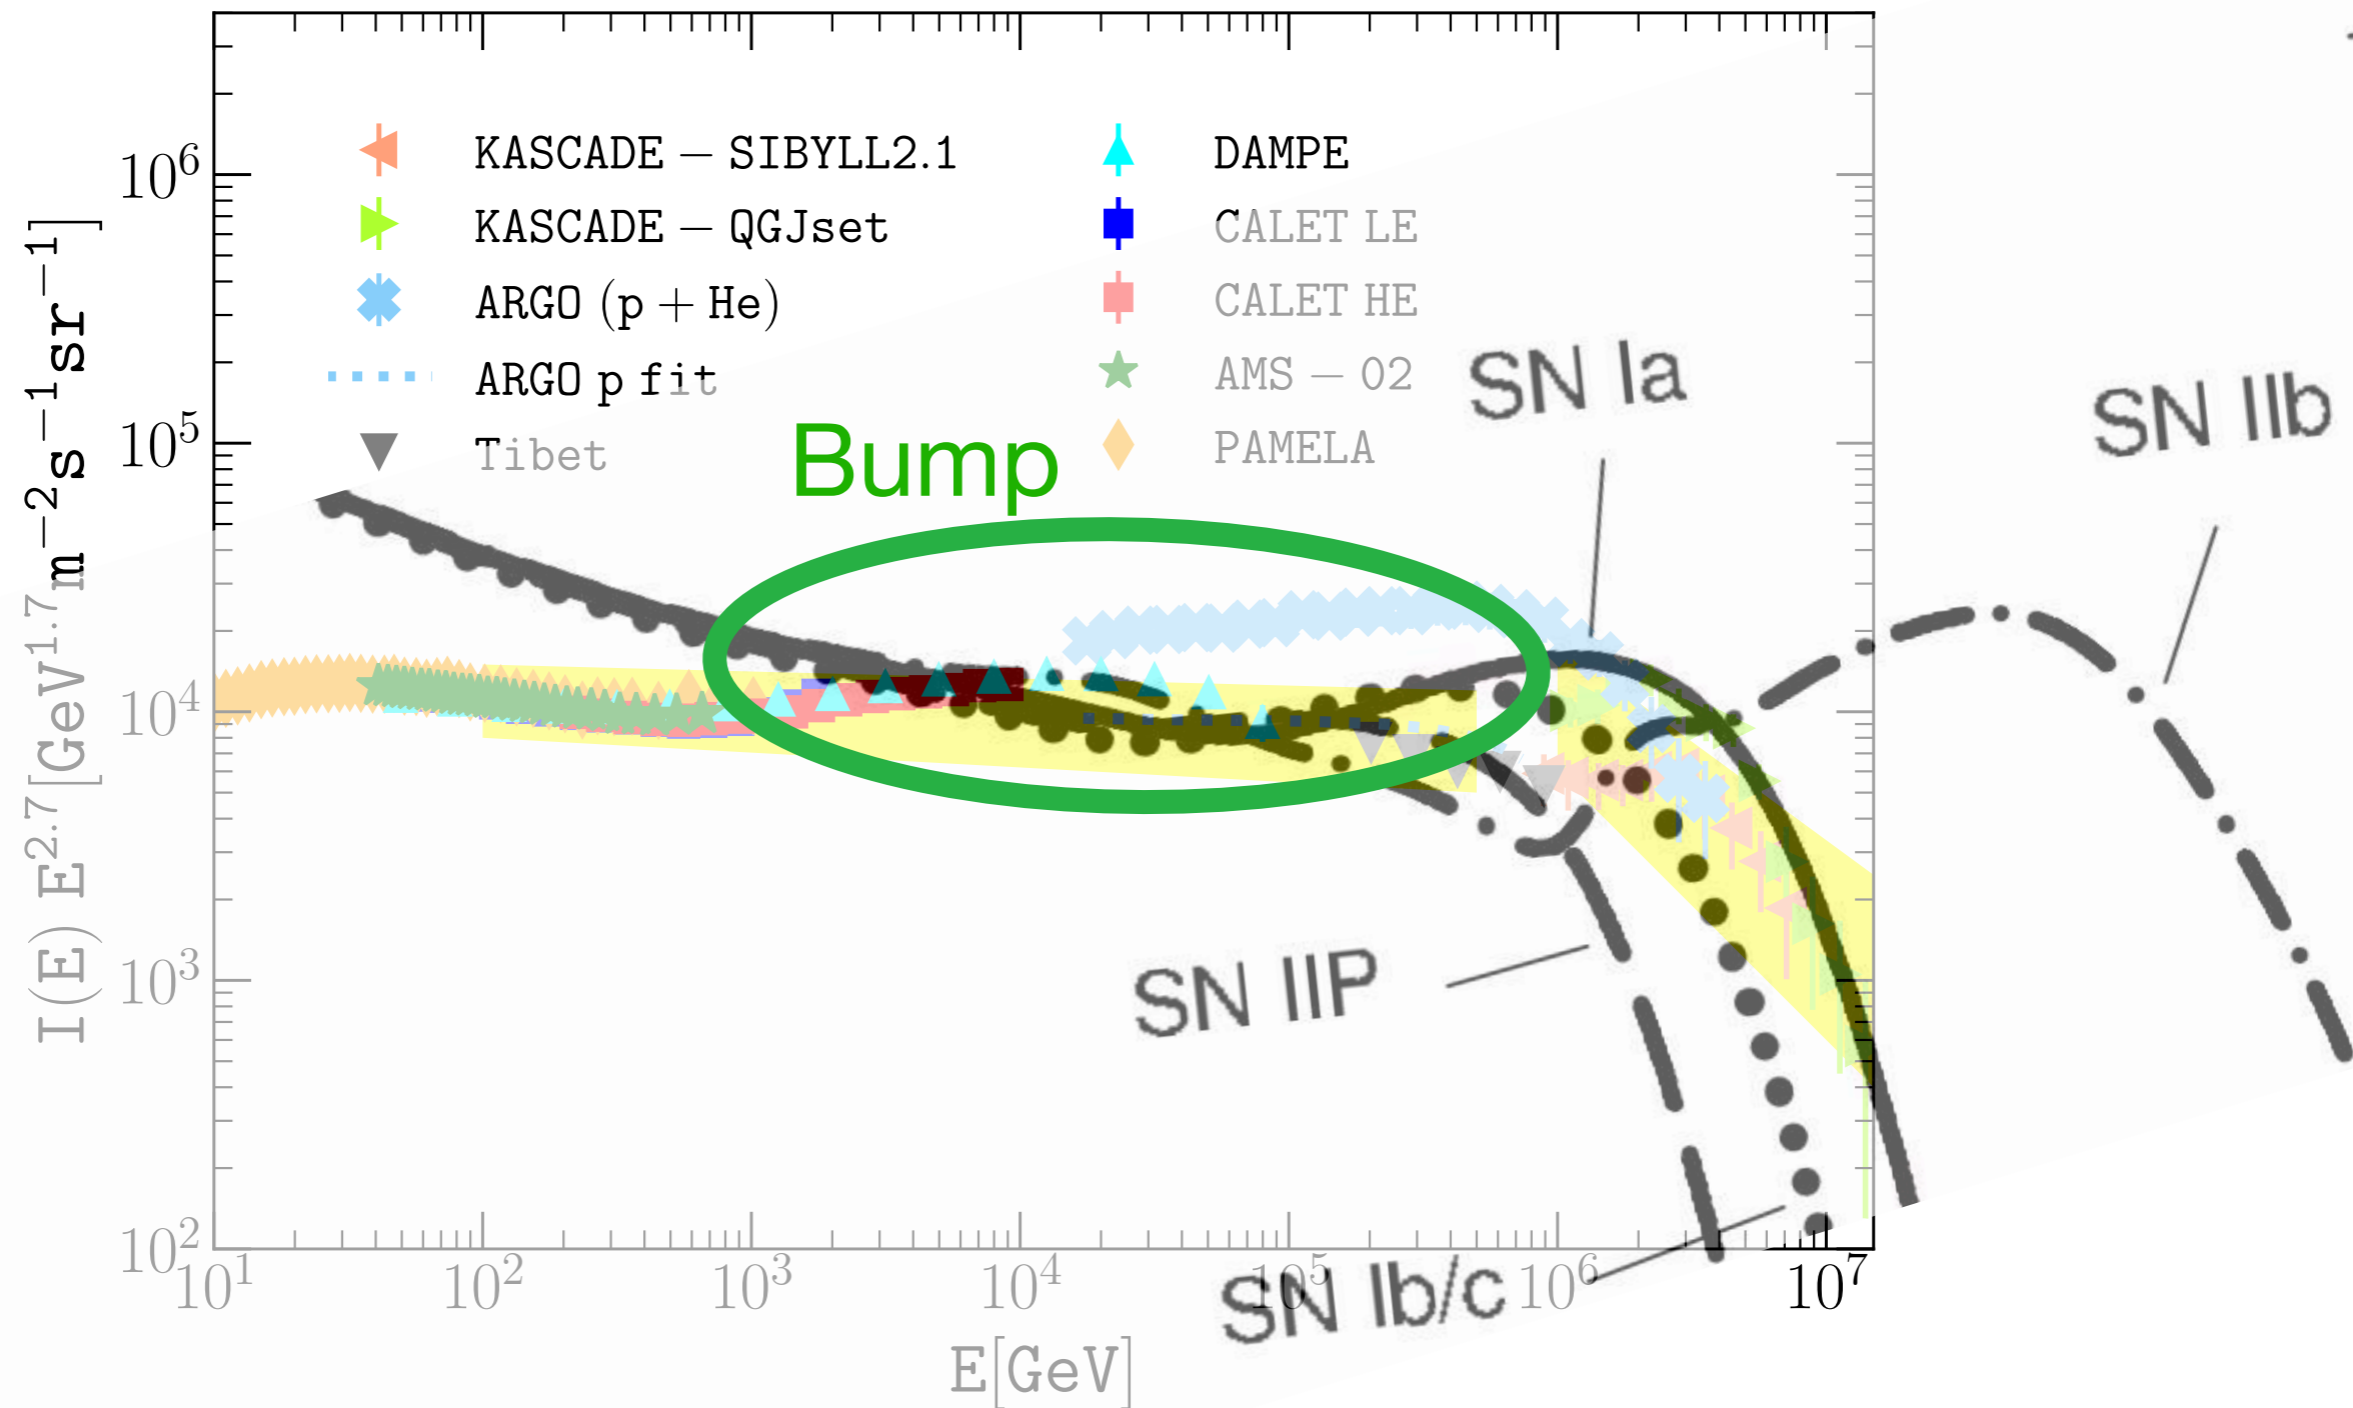 KASCADE − SIBYLL2.1
KASCADE − QGJset
ARGO (p + He)
ARGO p fit
Tibet
DAMPE
CALET LE
CALET HE
AMS − 02
PAMELA
Bump
SN Ia
SN IIb
SN IIP
SN Ib/c
I(E) E^2.7 [GeV^1.7 m^−2 s^−1 sr^−1]
10^6
10^5
10^4
10^3
10^2
10^1 10^2 10^3 10^4 10^5 10^6 10^7
E[GeV]